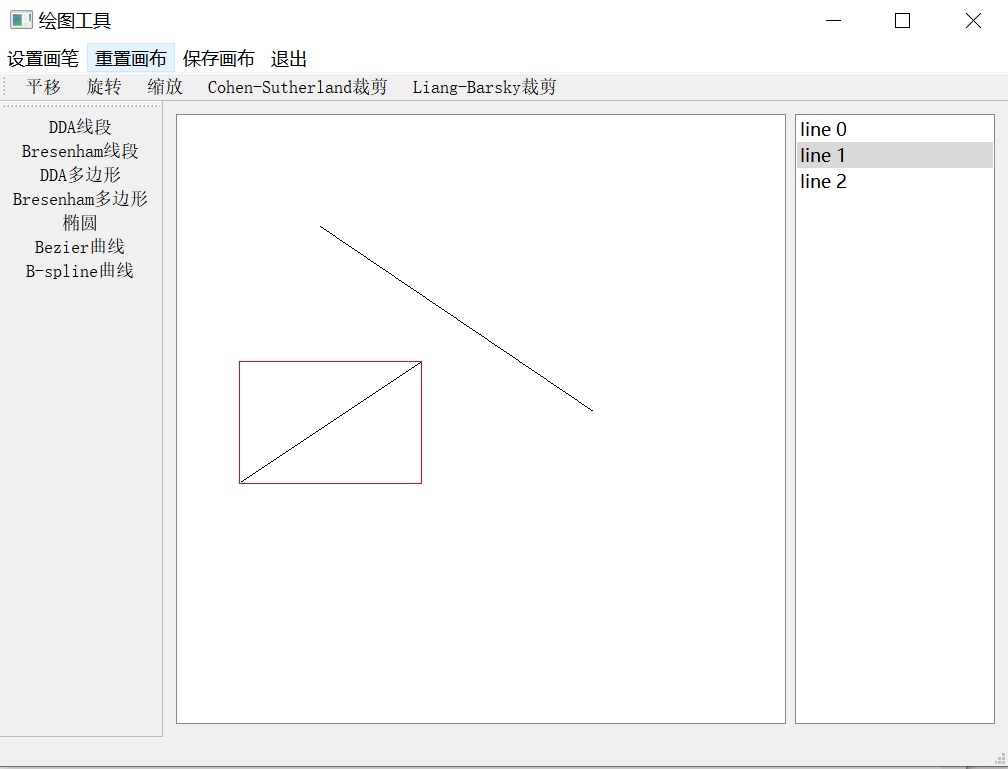 绘图工具
设置画笔 重置画布 保存画布 退出
平移 旋转 缩放 Cohen-Sutherland裁剪 Liang-Barsky裁剪
DDA线段
Bresenham线段
DDA多边形
Bresenham多边形
椭圆
Bezier曲线
B-spline曲线
line 0
line 1
line 2